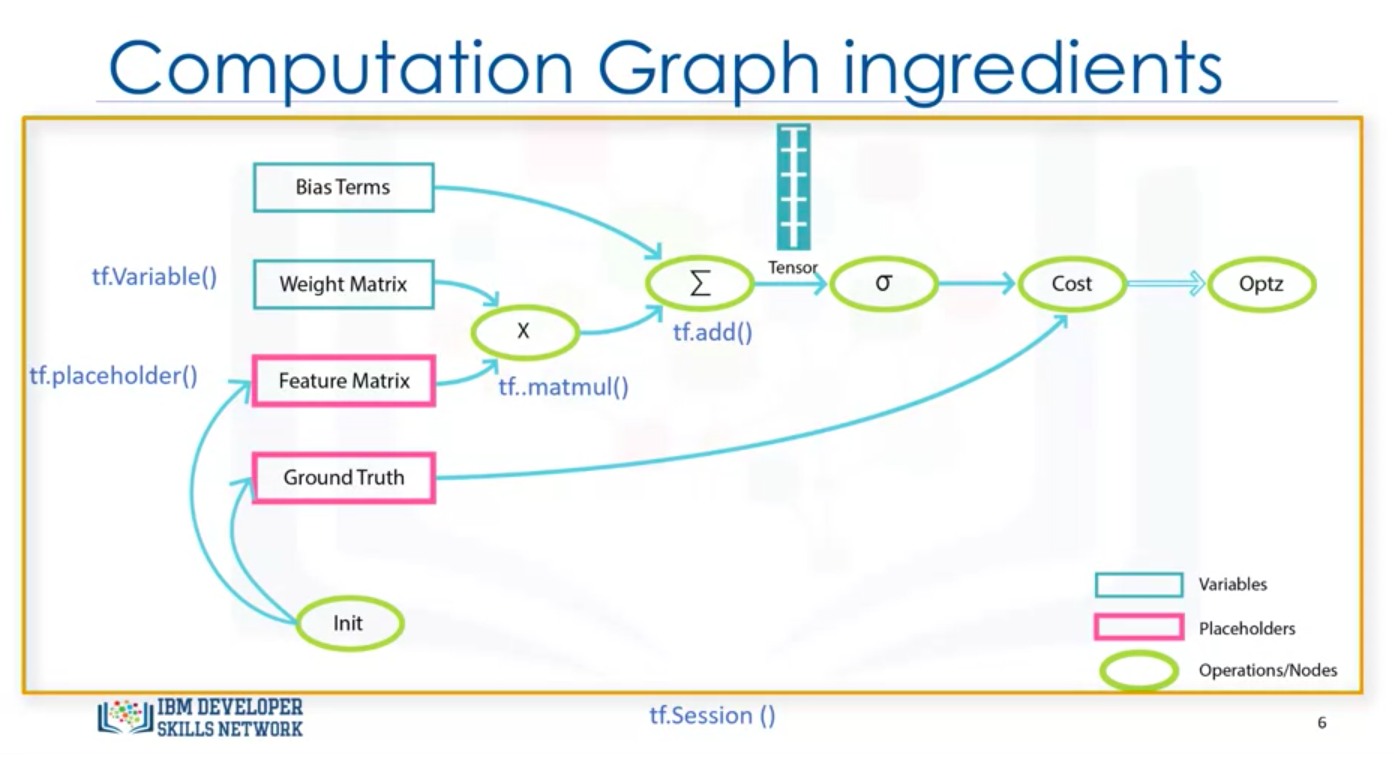 Computation Graph ingredients
Bias Terms
tf.Variable()
Weight Matrix
X
Σ
Tensor
σ
Cost
Optz
tf.add()
tf.placeholder()
Feature Matrix
tf..matmul()
Ground Truth
Init
Variables
Placeholders
Operations/Nodes
IBM DEVELOPER
SKILLS NETWORK
tf.Session ()
6